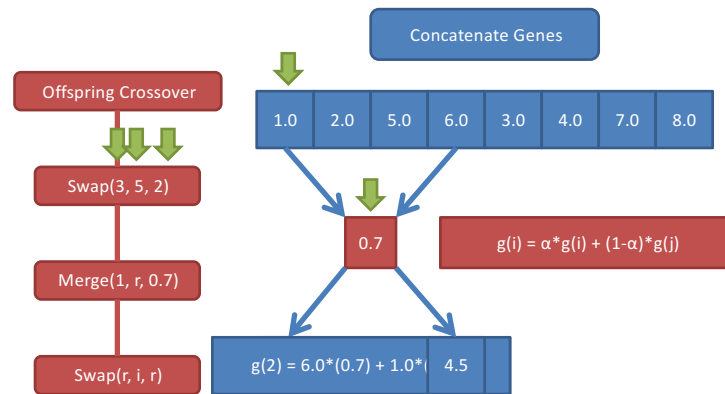 Concatenate Genes
Offspring Crossover
1.0 2.0 5.0 6.0 3.0 4.0 7.0 8.0
Swap(3, 5, 2)
0.7
g(i) = α*g(i) + (1-α)*g(j)
Merge(1, r, 0.7)
g(2) = 6.0*(0.7) + 1.0*(
4.5
Swap(r, i, r)